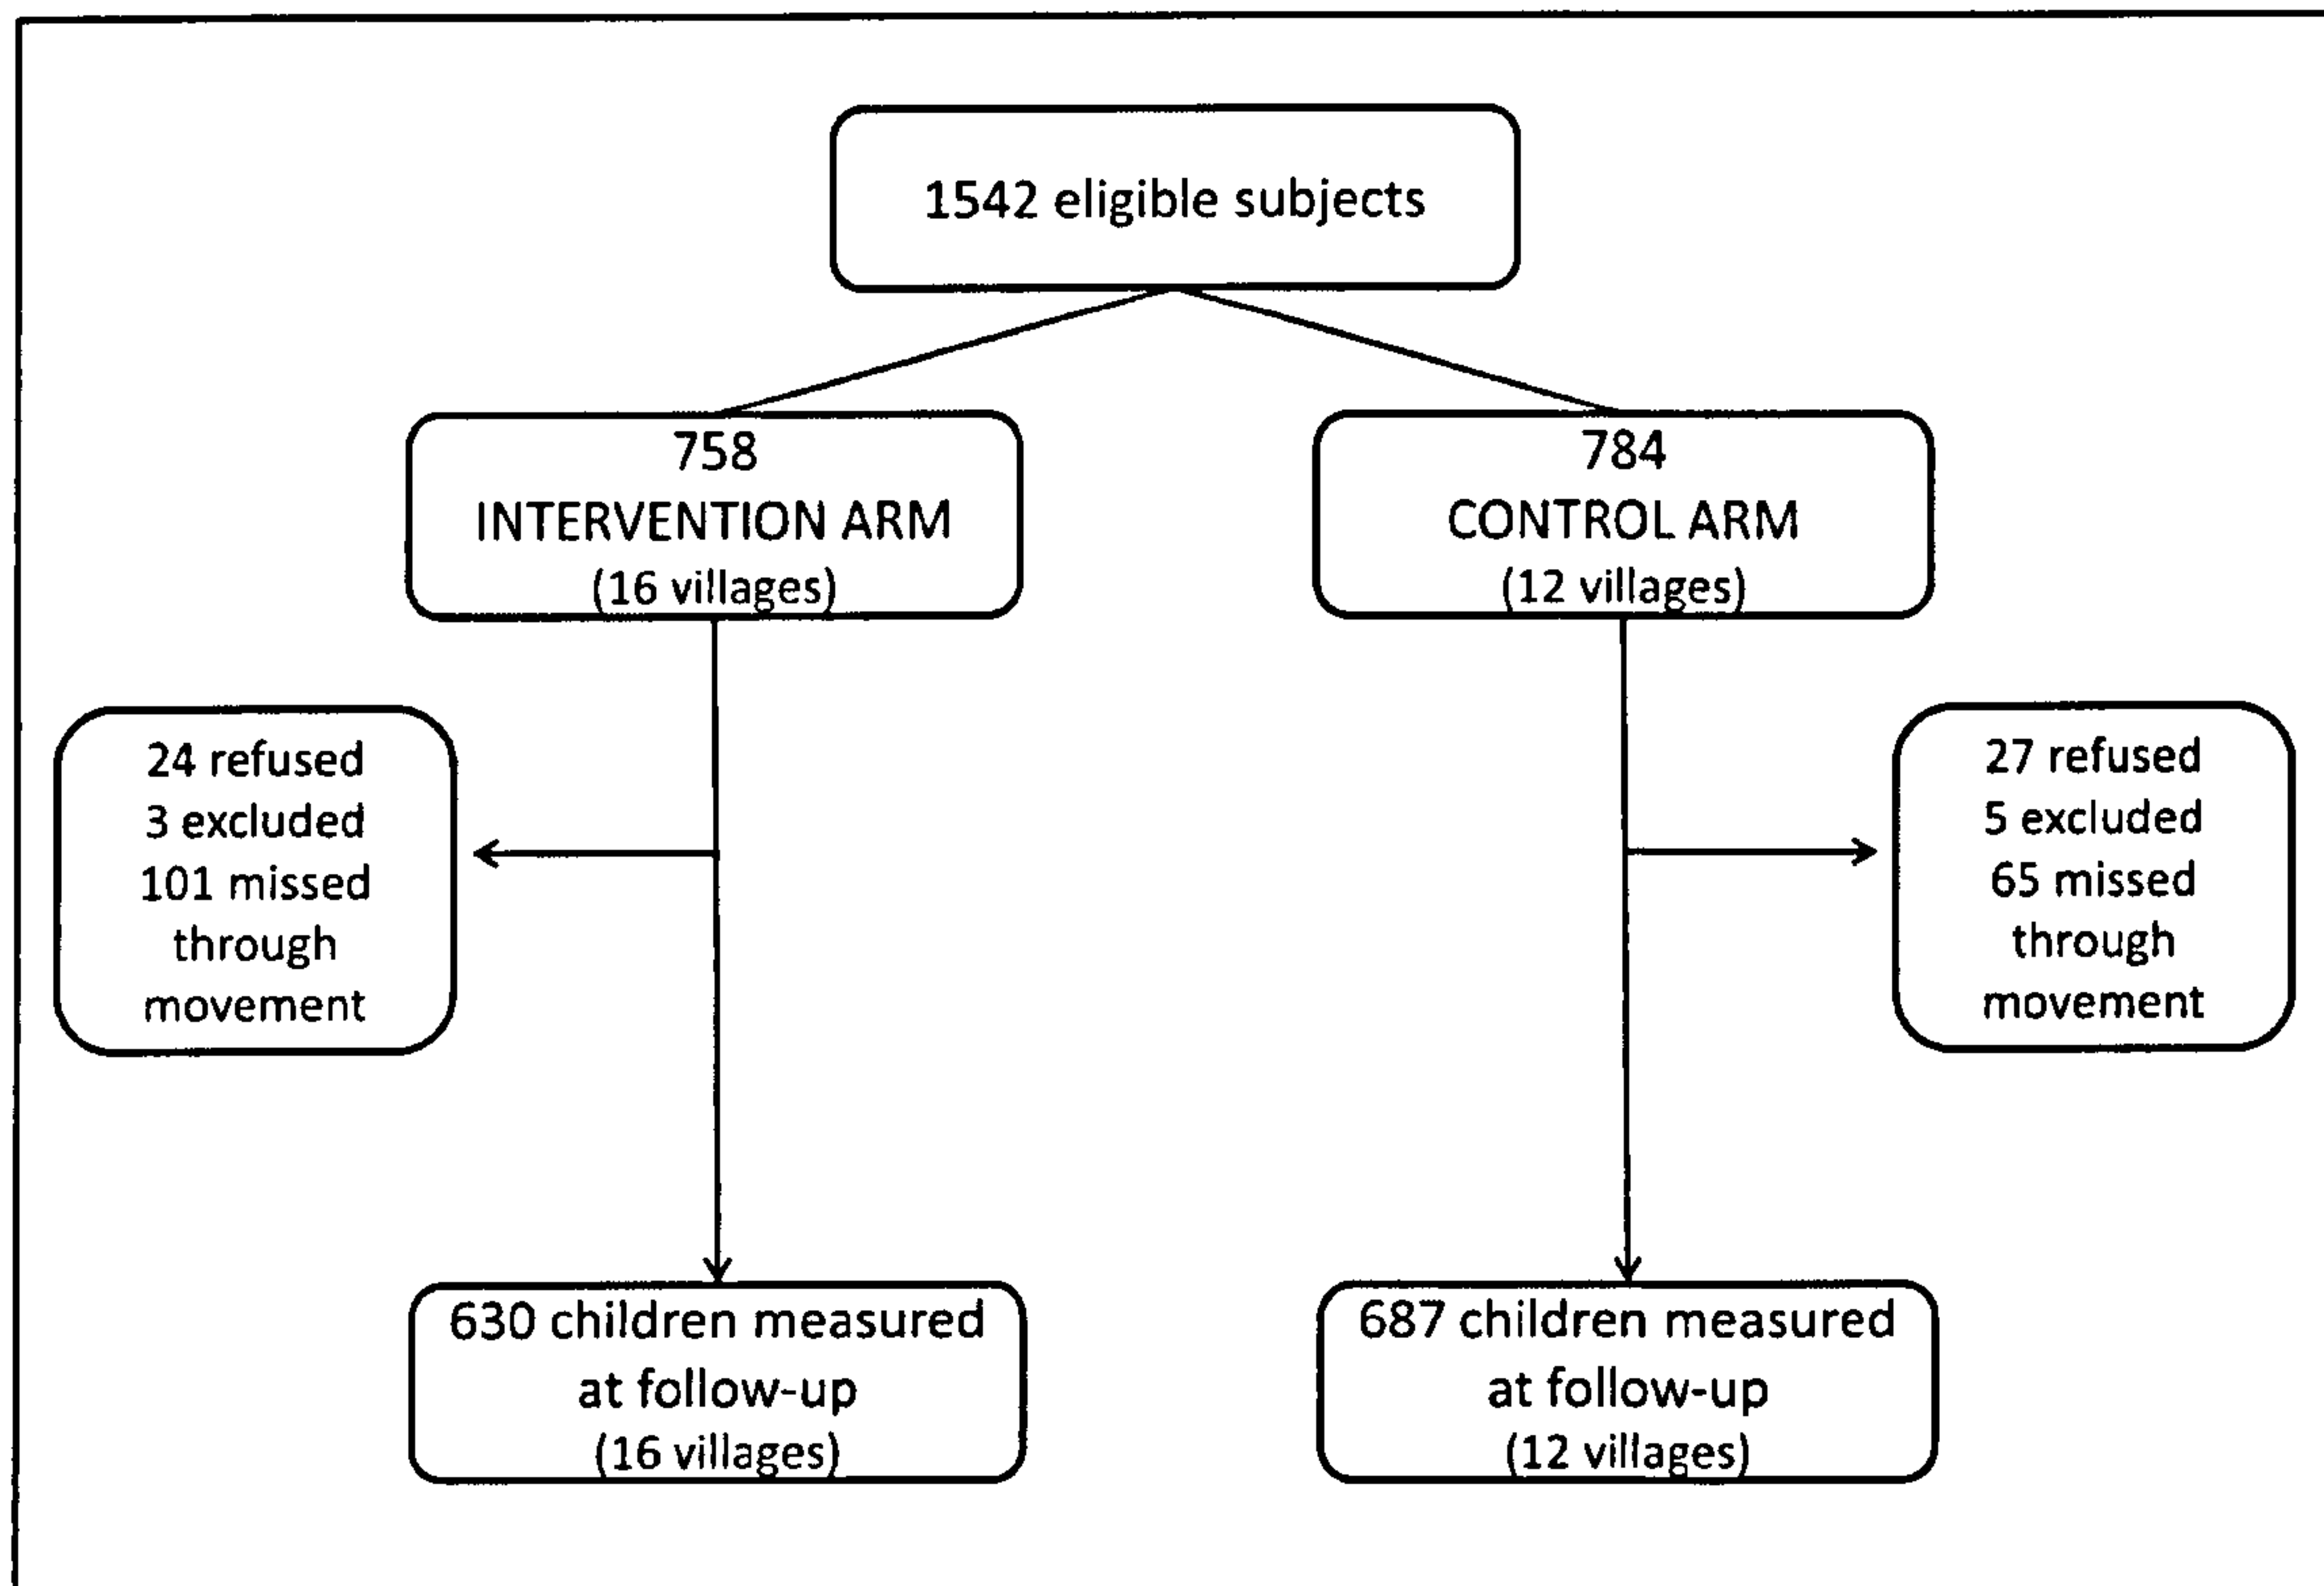 1542 eligible subjects
758
INTERVENTION ARM
(16 villages)
784
CONTROL ARM
(12 villages)
24 refused
3 excluded
101 missed
through
movement
27 refused
5 excluded
65 missed
through
movement
630 children measured
at follow-up
(16 villages)
687 children measured
at follow-up
(12 villages)